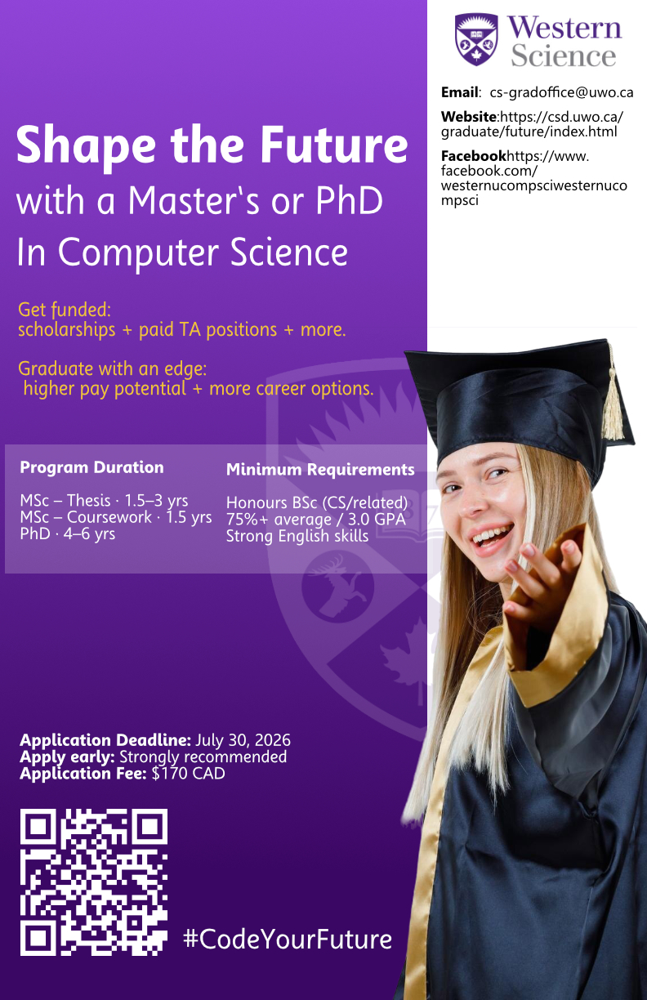 Western
Science
Email:  cs-gradoffice@uwo.ca
Website:https://csd.uwo.ca/
graduate/future/index.html
Facebookhttps://www.
facebook.com/
westernucompsciwesternuco
mpsci
Shape the Future
with a Master's or PhD
In Computer Science
Get funded:
scholarships + paid TA positions + more.
Graduate with an edge:
higher pay potential + more career options.
Program Duration
MSc – Thesis · 1.5–3 yrs
MSc – Coursework · 1.5 yrs
PhD · 4–6 yrs
Minimum Requirements
Honours BSc (CS/related)
75%+ average / 3.0 GPA
Strong English skills
Application Deadline: July 30, 2026
Apply early: Strongly recommended
Application Fee: $170 CAD
#CodeYourFuture